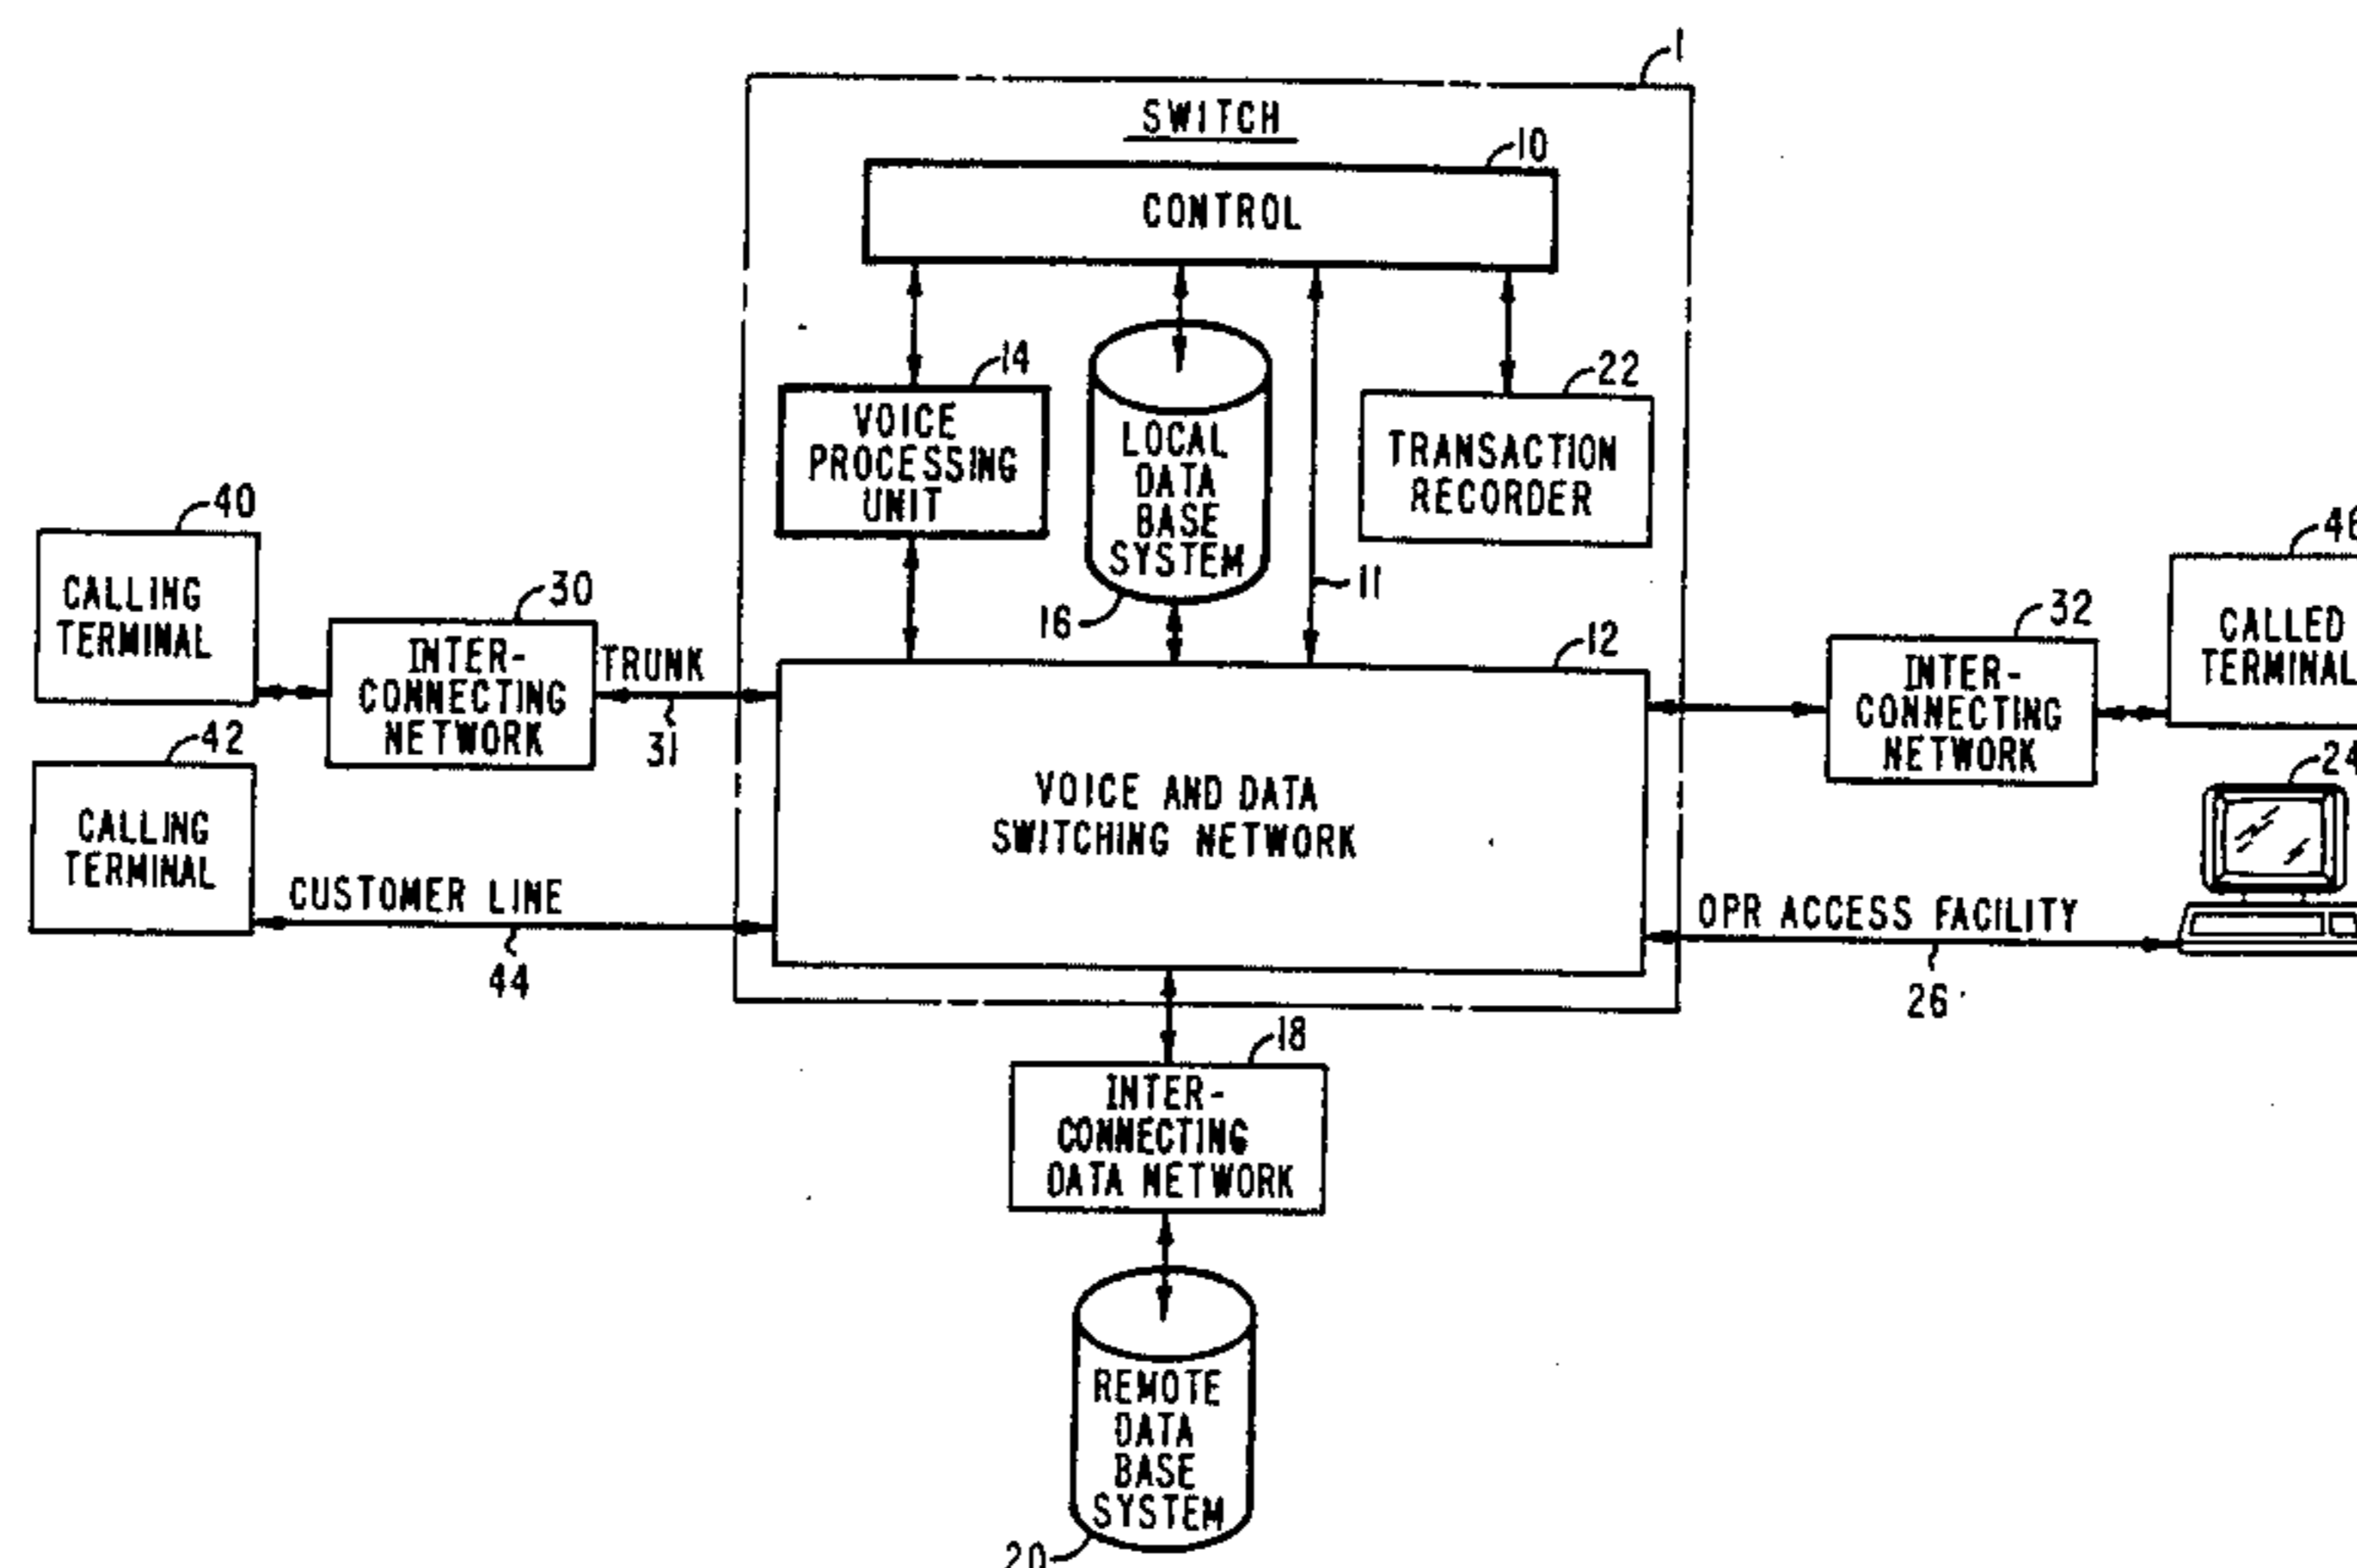 1
SWITCH
10
CONTROL
14
VOICE
PROCESSING
UNIT
LOCAL
DATA
BASE
SYSTEM
16
11
22
TRANSACTION
RECORDER
40
CALLING
TERMINAL
30
INTER-
CONNECTING
NETWORK
TRUNK
31
42
CALLING
TERMINAL
CUSTOMER LINE
44
12
VOICE AND DATA
SWITCHING NETWORK
32
INTER-
CONNECTING
NETWORK
46
CALLED
TERMINAL
24
OPR ACCESS FACILITY
26
18
INTER-
CONNECTING
DATA NETWORK
REMOTE
DATA
BASE
SYSTEM
20